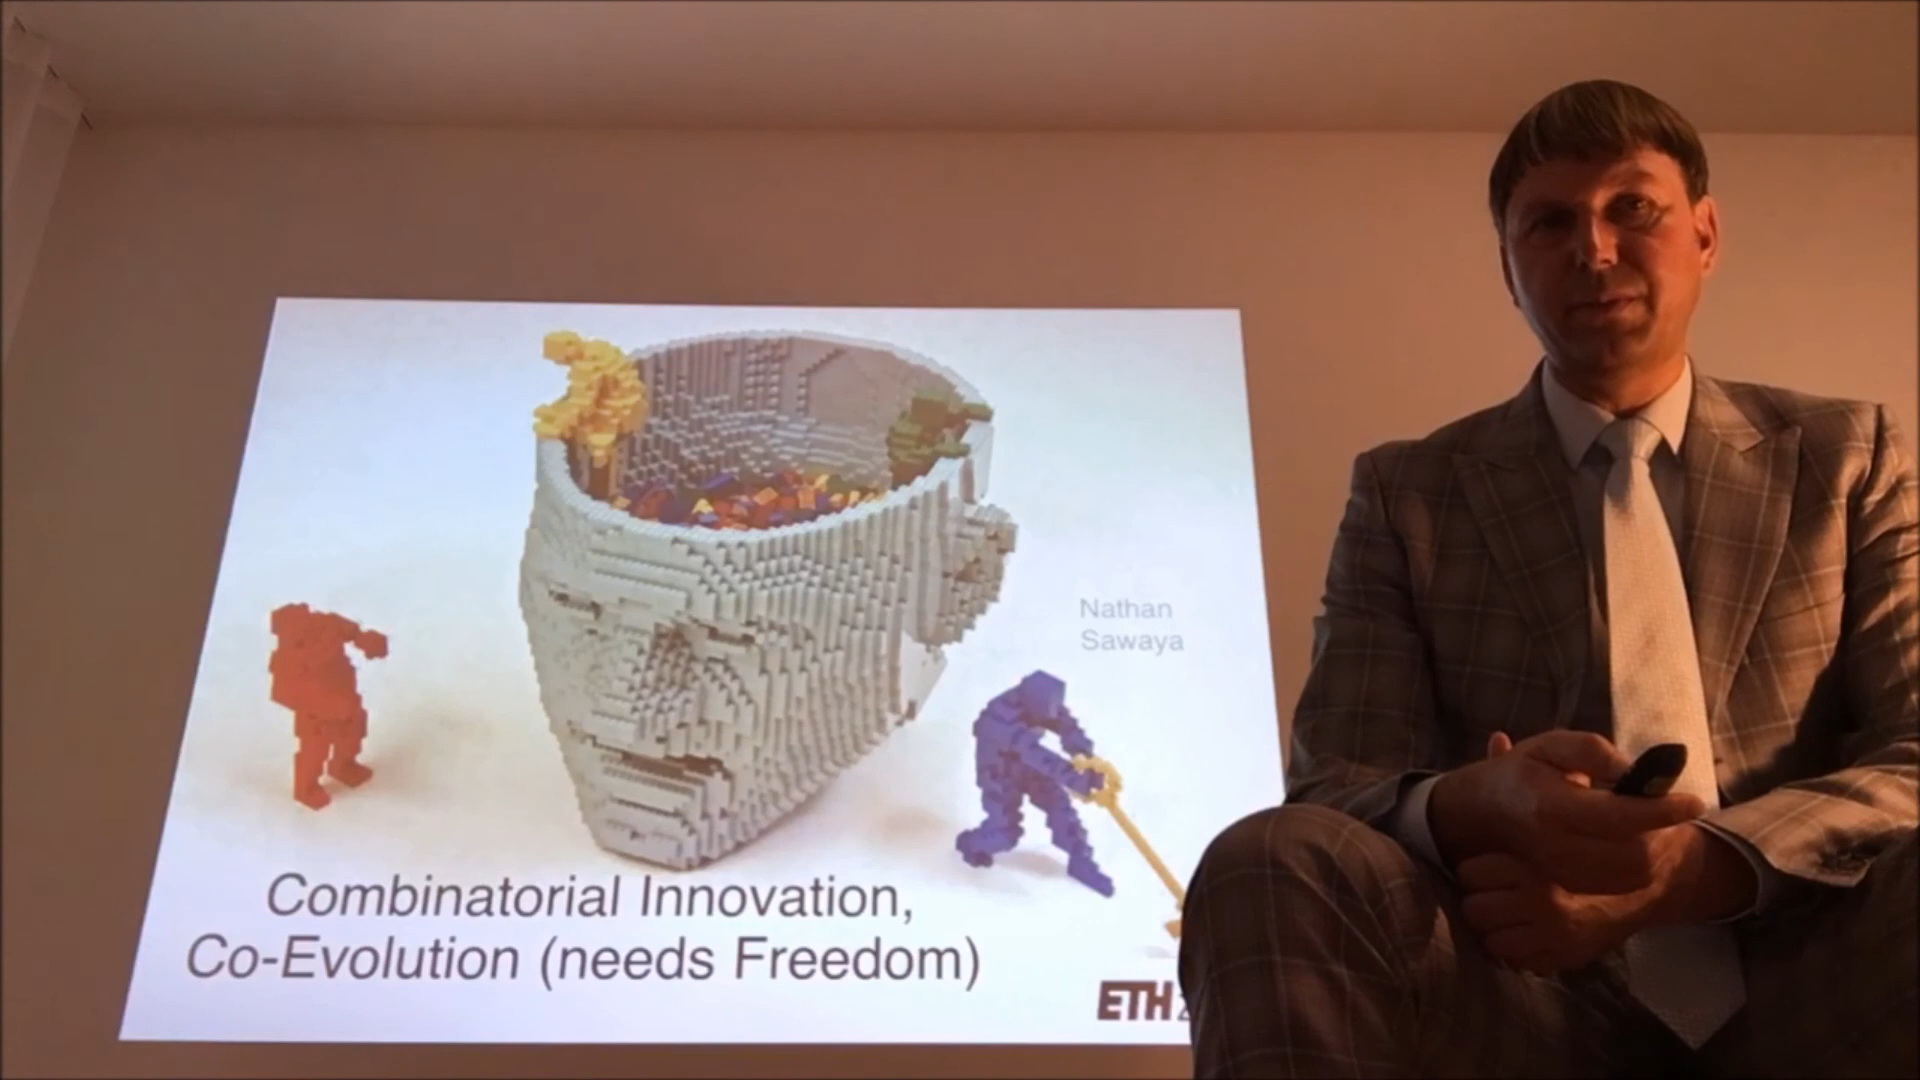 Nathan
Sawaya
Combinatorial Innovation,
Co-Evolution (needs Freedom)
ETH